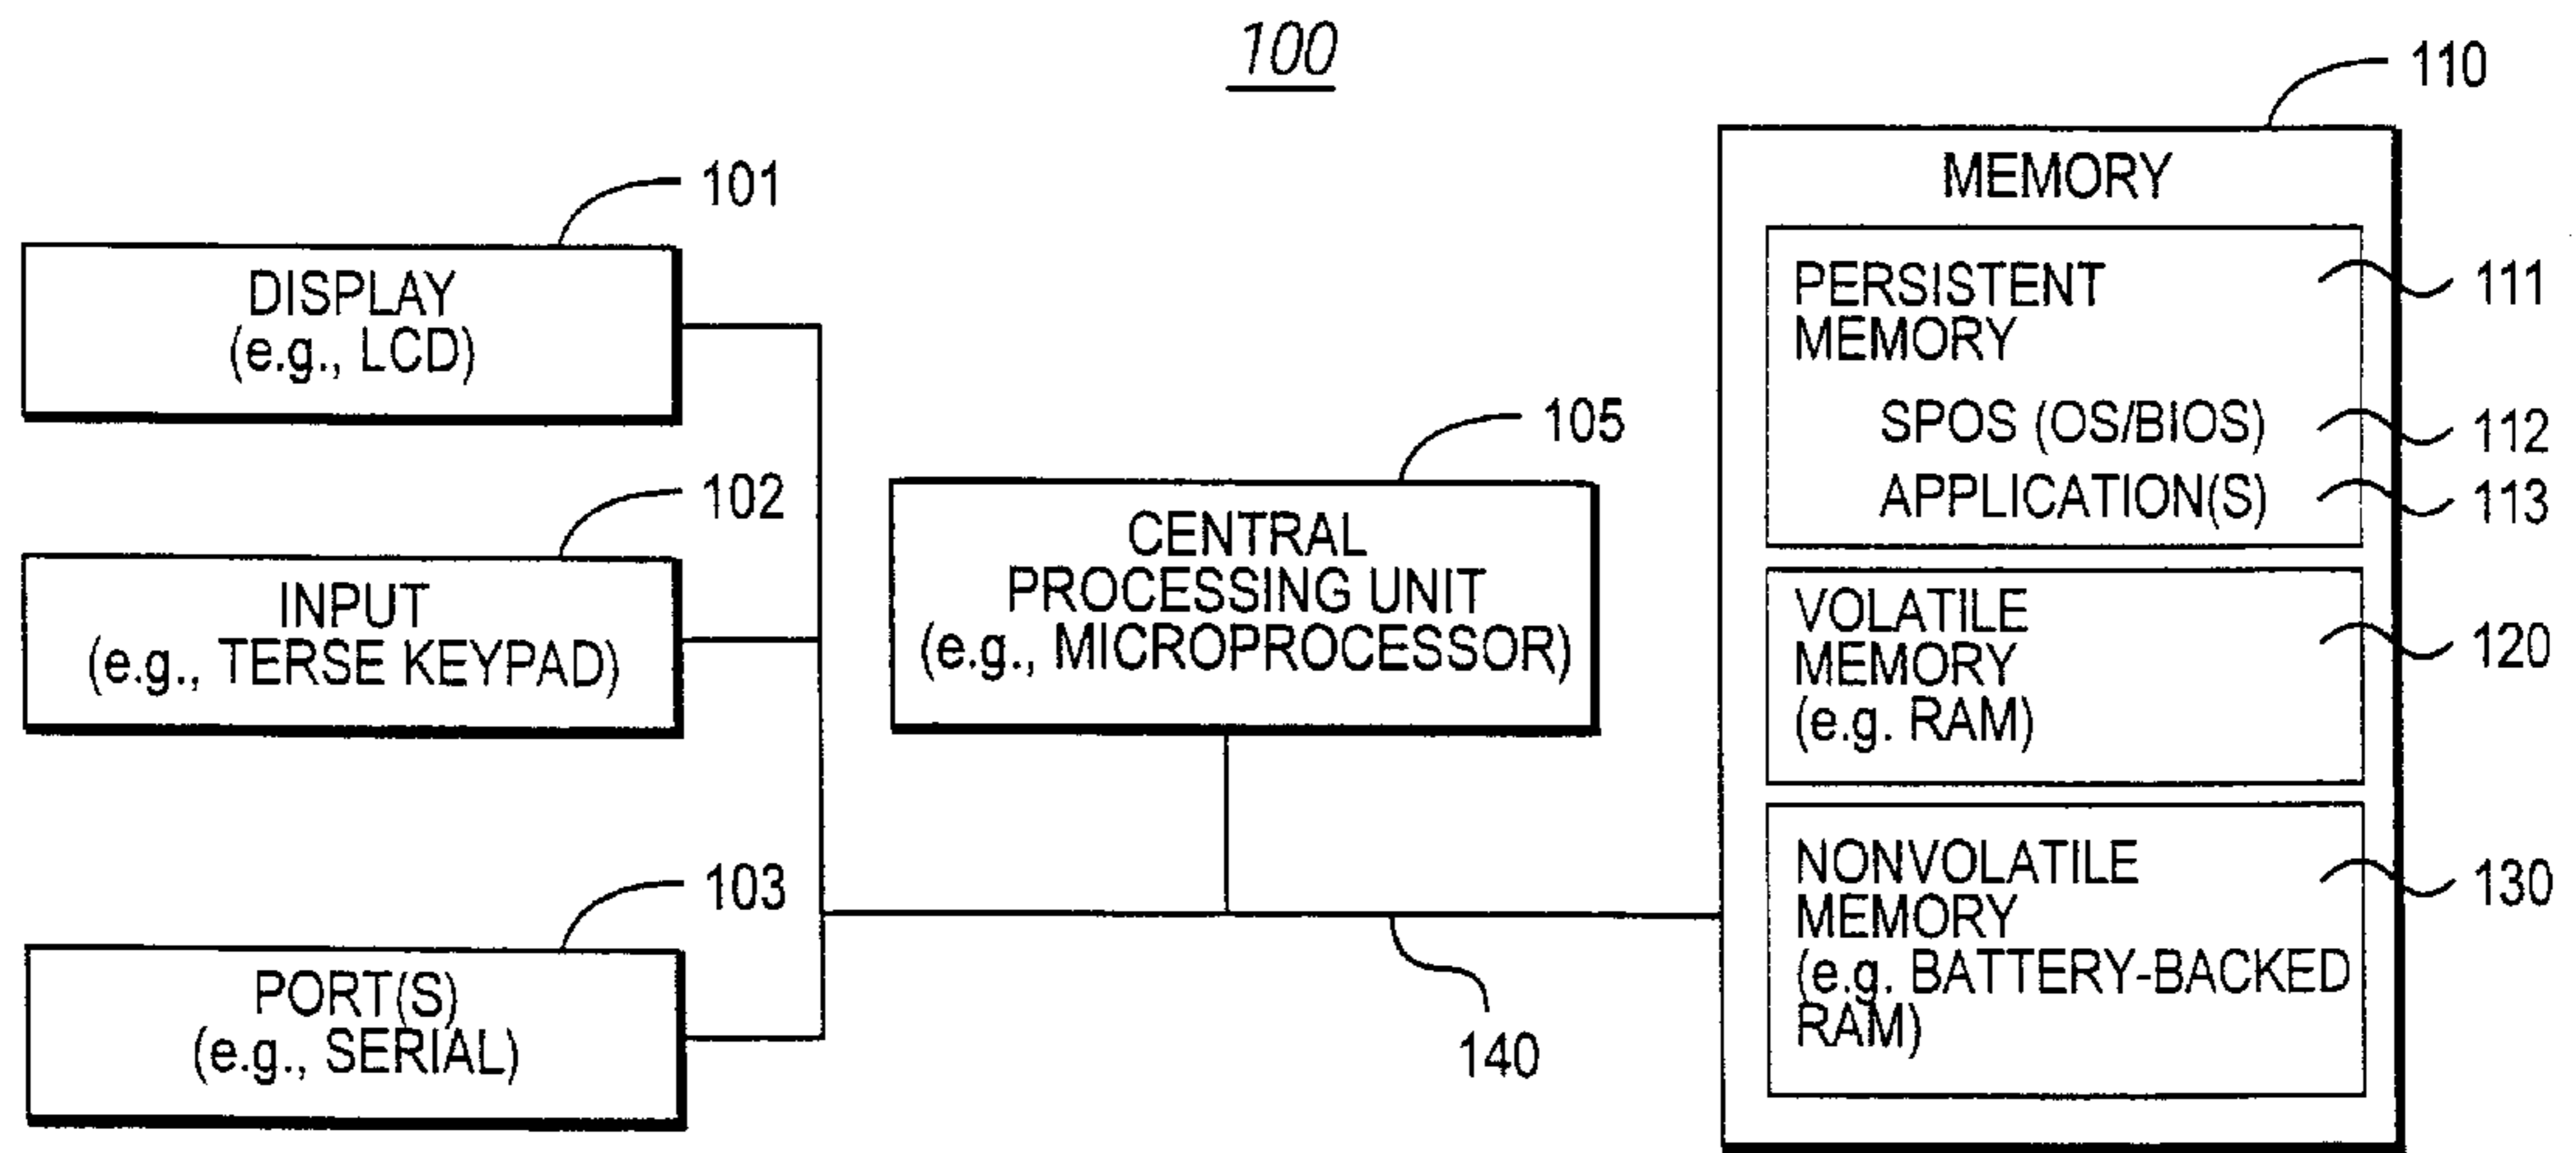 100
101
DISPLAY
(e.g., LCD)
102
INPUT
(e.g., TERSE KEYPAD)
103
PORT(S)
(e.g., SERIAL)
105
CENTRAL
PROCESSING UNIT
(e.g., MICROPROCESSOR)
140
110
MEMORY
PERSISTENT
MEMORY
111
SPOS (OS/BIOS)
112
APPLICATION(S)
113
VOLATILE
MEMORY
(e.g. RAM)
120
NONVOLATILE
MEMORY
(e.g. BATTERY-BACKED
RAM)
130